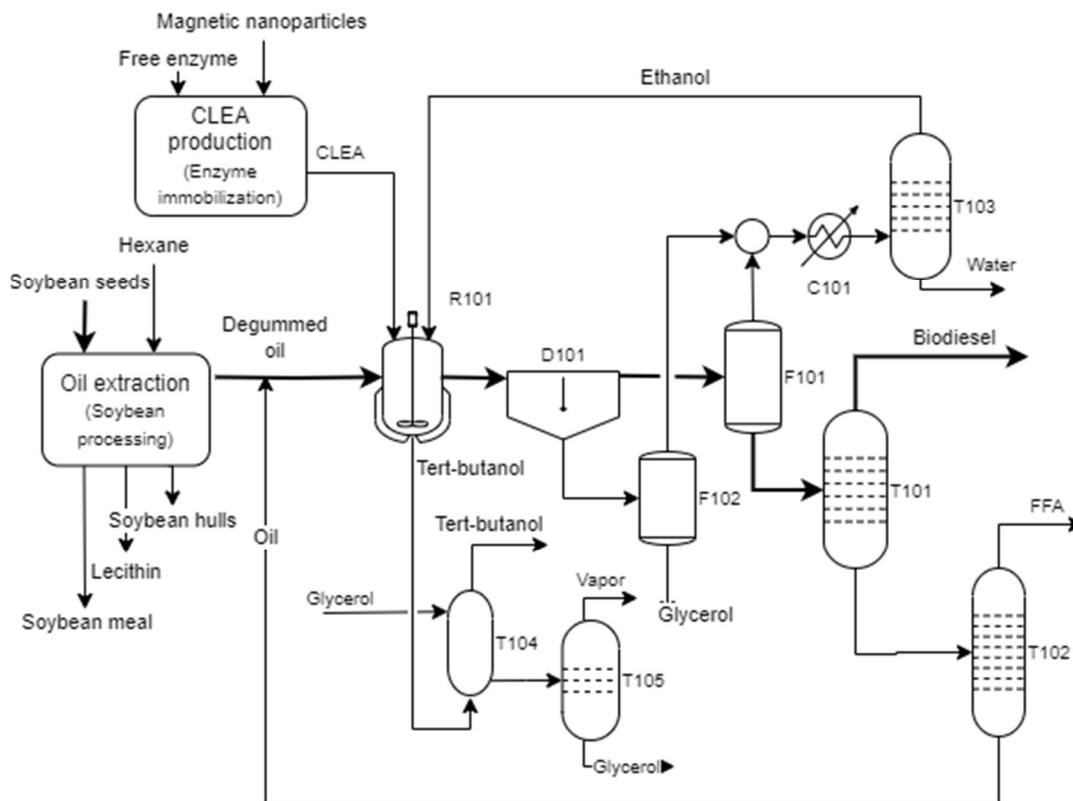 Magnetic nanoparticles
Free enzyme
CLEA
production
(Enzyme
immobilization)
CLEA
Ethanol
T103
Water
C101
Hexane
Soybean seeds
Degummed
oil
R101
D101
F101
Biodiesel
Oil extraction
(Soybean
processing)
Tert-butanol
F102
T101
Soybean hulls
Lecithin
Soybean meal
Oil
Tert-butanol
FFA
Glycerol
T104
Vapor
Glycerol
T105
T102
Glycerol